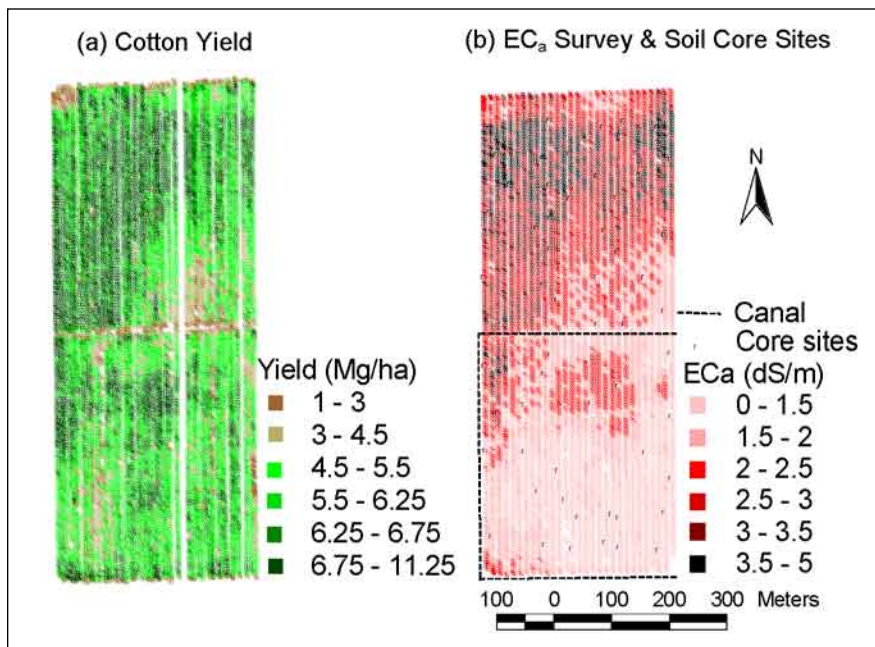 (a) Cotton Yield
(b) ECa Survey & Soil Core Sites
N
Canal
Core sites
Yield (Mg/ha)
1 - 3
3 - 4.5
4.5 - 5.5
5.5 - 6.25
6.25 - 6.75
6.75 - 11.25
ECa (dS/m)
0 - 1.5
1.5 - 2
2 - 2.5
2.5 - 3
3 - 3.5
3.5 - 5
100 0 100 200 300 Meters